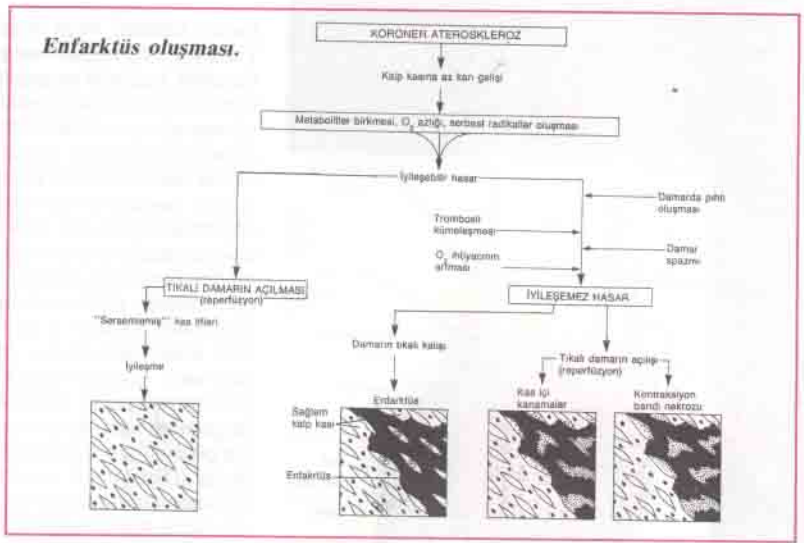 Enfarktüs oluşması.
KORONER ATEROSKLEROZ
Kalp kasına az kan gelişi
Metabolitler birikmesi, O₂ azlığı, serbest radikaller oluşması
İyileşebilir hasar
Damarda pıhtı
oluşması
Trombosit
kümeleşmesi
Damar
spazmı
O₂ ihtiyacının
artması
TIKALI DAMARIN AÇILMASI
(reperfüzyon)
İYİLEŞEMEZ HASAR
"Sersemlemiş" kas lifleri
İyileşme
Damarın tıkalı kalışı
Tıkalı damarın açılışı
(reperfüzyon)
Enfarktüs
Kas içi
kanamalar
Kontraksiyon
bandı nekrozu
Sağlam
kalp kası
Enfarktüs